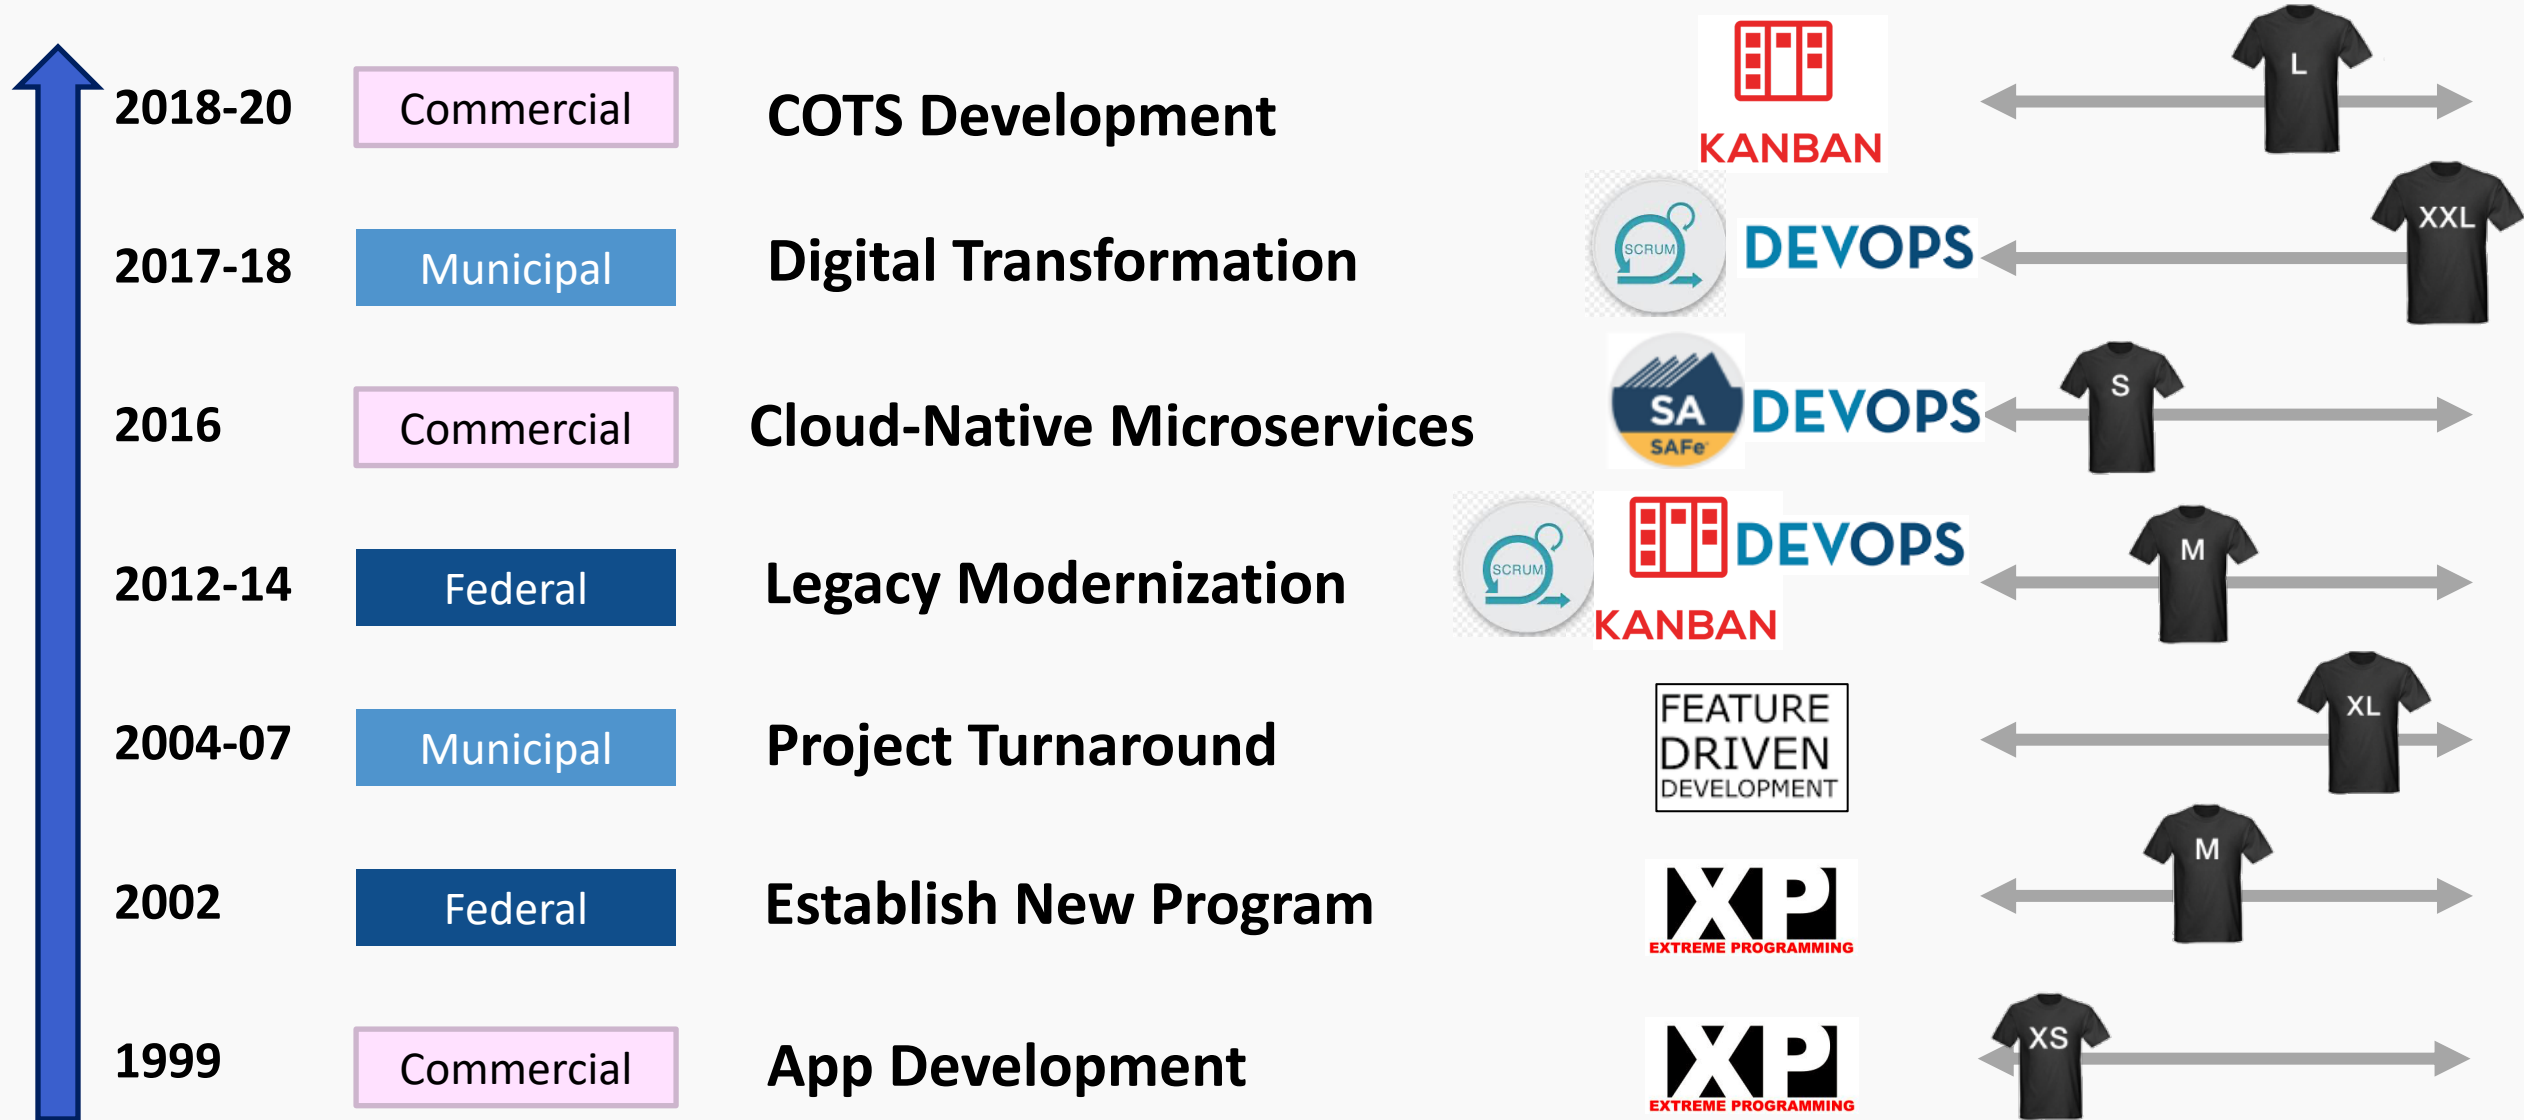 2018-20 Commercial COTS Development KANBAN L
2017-18 Municipal Digital Transformation SCRUM DEVOPS XXL
2016 Commercial Cloud-Native Microservices SA SAFe DEVOPS S
2012-14 Federal Legacy Modernization SCRUM KANBAN DEVOPS M
2004-07 Municipal Project Turnaround FEATURE DRIVEN DEVELOPMENT XL
2002 Federal Establish New Program XP EXTREME PROGRAMMING M
1999 Commercial App Development XP EXTREME PROGRAMMING XS